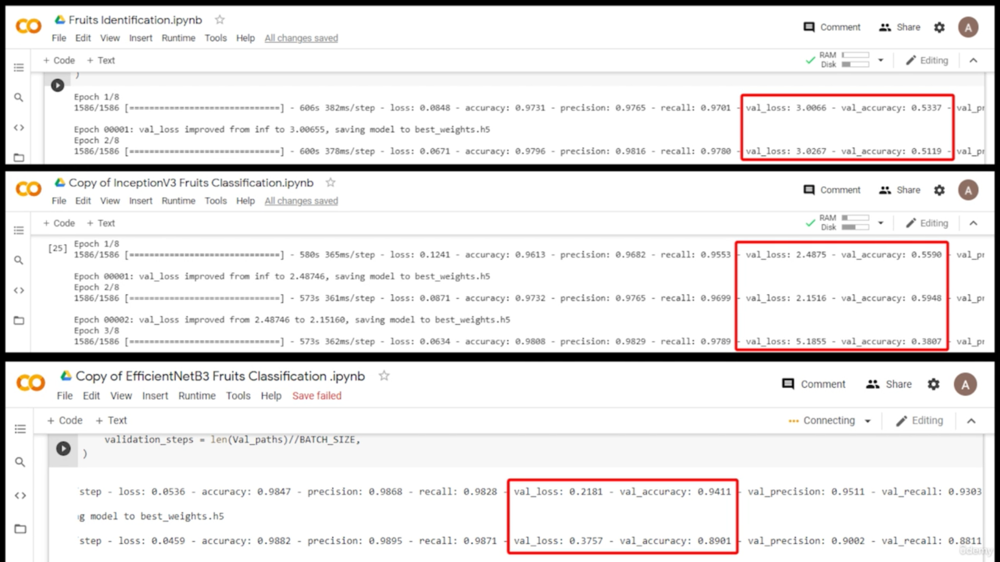 Fruits Identification.ipynb
Comment Share A
File Edit View Insert Runtime Tools Help All changes saved
+ Code + Text RAM Disk Editing
)
Epoch 1/8
1586/1586 [==============================] - 606s 382ms/step - loss: 0.0848 - accuracy: 0.9731 - precision: 0.9765 - recall: 0.9701 - val_loss: 3.0066 - val_accuracy: 0.5337 - val_pr
Epoch 00001: val_loss improved from inf to 3.00655, saving model to best_weights.h5
Epoch 2/8
1586/1586 [==============================] - 600s 378ms/step - loss: 0.0671 - accuracy: 0.9796 - precision: 0.9816 - recall: 0.9780 - val_loss: 3.0267 - val_accuracy: 0.5119 - val_pr
Copy of InceptionV3 Fruits Classification.ipynb
Comment Share A
File Edit View Insert Runtime Tools Help All changes saved
+ Code + Text RAM Disk Editing
[25] Epoch 1/8
1586/1586 [==============================] - 580s 365ms/step - loss: 0.1241 - accuracy: 0.9613 - precision: 0.9682 - recall: 0.9553 - val_loss: 2.4875 - val_accuracy: 0.5590 - val_pr
Epoch 00001: val_loss improved from inf to 2.48746, saving model to best_weights.h5
Epoch 2/8
1586/1586 [==============================] - 573s 361ms/step - loss: 0.0871 - accuracy: 0.9732 - precision: 0.9765 - recall: 0.9699 - val_loss: 2.1516 - val_accuracy: 0.5948 - val_pr
Epoch 00002: val_loss improved from 2.48746 to 2.15160, saving model to best_weights.h5
Epoch 3/8
1586/1586 [==============================] - 573s 362ms/step - loss: 0.0634 - accuracy: 0.9808 - precision: 0.9829 - recall: 0.9789 - val_loss: 5.1855 - val_accuracy: 0.3807 - val_pr
Copy of EfficientNetB3 Fruits Classification .ipynb
Comment Share A
File Edit View Insert Runtime Tools Help Save failed
+ Code + Text ••• Connecting Editing
validation_steps = len(Val_paths)//BATCH_SIZE,
)
step - loss: 0.0536 - accuracy: 0.9847 - precision: 0.9868 - recall: 0.9828 - val_loss: 0.2181 - val_accuracy: 0.9411 - val_precision: 0.9511 - val_recall: 0.9303
g model to best_weights.h5
step - loss: 0.0459 - accuracy: 0.9882 - precision: 0.9895 - recall: 0.9871 - val_loss: 0.3757 - val_accuracy: 0.8901 - val_precision: 0.9002 - val_recall: 0.8811
ûdemy